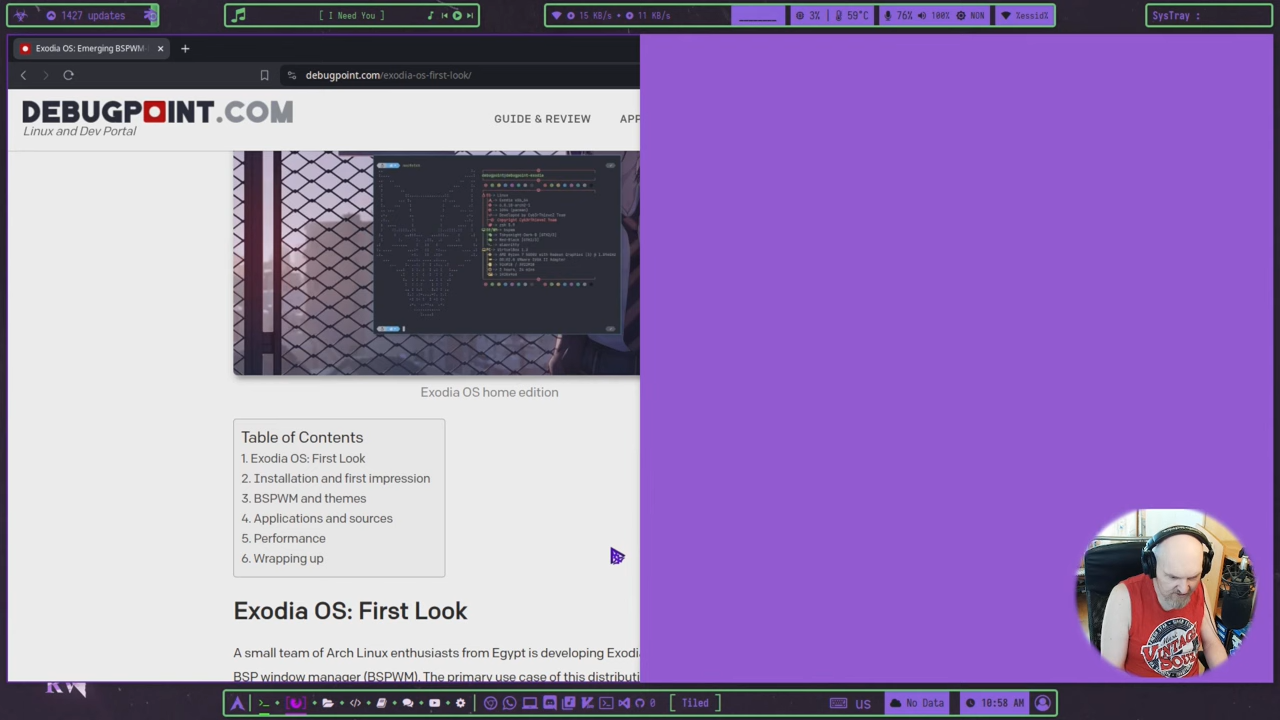 1427 updates
[ I Need You ]
15 KB/s • 11 KB/s
3%
59°C
76%
100%
NON
%essid%
SysTray :
Exodia OS: Emerging BSPWM
debugpoint.com/exodia-os-first-look/
DEBUGPOINT.COM
Linux and Dev Portal
GUIDE & REVIEW
APP
Exodia OS home edition
Table of Contents
1. Exodia OS: First Look
2. Installation and first impression
3. BSPWM and themes
4. Applications and sources
5. Performance
6. Wrapping up
Exodia OS: First Look
A small team of Arch Linux enthusiasts from Egypt is developing Exodia
BSP window manager (BSPWM). The primary use case of this distribut
0
[ Tiled ]
us
No Data
10:58 AM